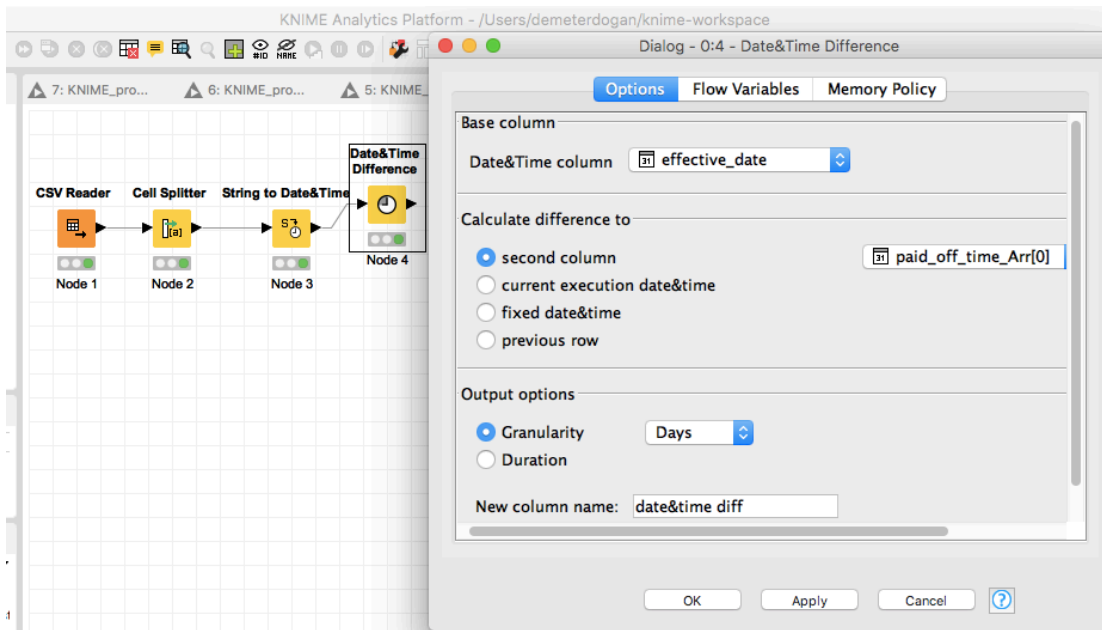 KNIME Analytics Platform - /Users/demeterdogan/knime-workspace
#ID
NAME
Dialog - 0:4 - Date&Time Difference
7: KNIME_pro...
6: KNIME_pro...
5: KNIME_
Options
Flow Variables
Memory Policy
Base column
Date&Time column
31 effective_date
Calculate difference to
second column
31 paid_off_time_Arr[0]
current execution date&time
fixed date&time
previous row
Output options
Granularity
Days
Duration
New column name:
date&time diff
OK
Apply
Cancel
?
Date&Time
Difference
CSV Reader
Cell Splitter
String to Date&Time
[a]
S
Node 1
Node 2
Node 3
Node 4